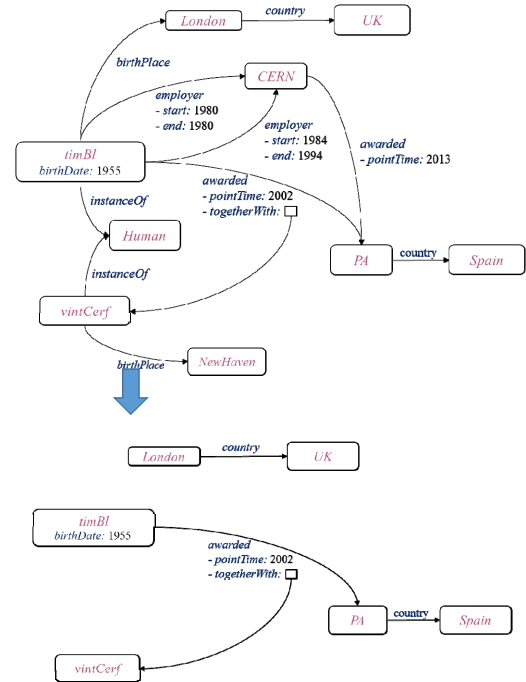 London
country
UK
birthPlace
CERN
employer
- start: 1980
- end: 1980
employer
- start: 1984
- end: 1994
awarded
- pointTime: 2013
timBl
birthDate: 1955
awarded
- pointTime: 2002
- togetherWith:
instanceOf
Human
PA
country
Spain
instanceOf
vintCerf
birthPlace
NewHaven
London
country
UK
timBl
birthDate: 1955
awarded
- pointTime: 2002
- togetherWith:
PA
country
Spain
vintCerf